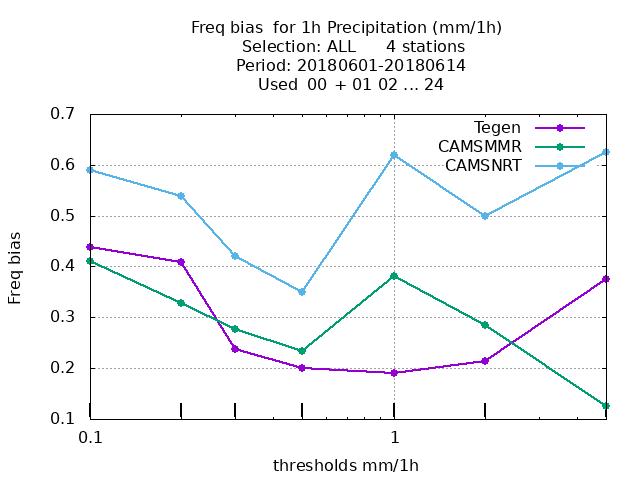 Freq bias  for 1h Precipitation (mm/1h)
Selection: ALL      4 stations
Period: 20180601-20180614
Used  00  + 01 02 ... 24
Tegen
CAMSMMR
CAMSNRT
0.7
0.6
0.5
0.4
0.3
0.2
0.1
Freq bias
0.1
1
thresholds mm/1h